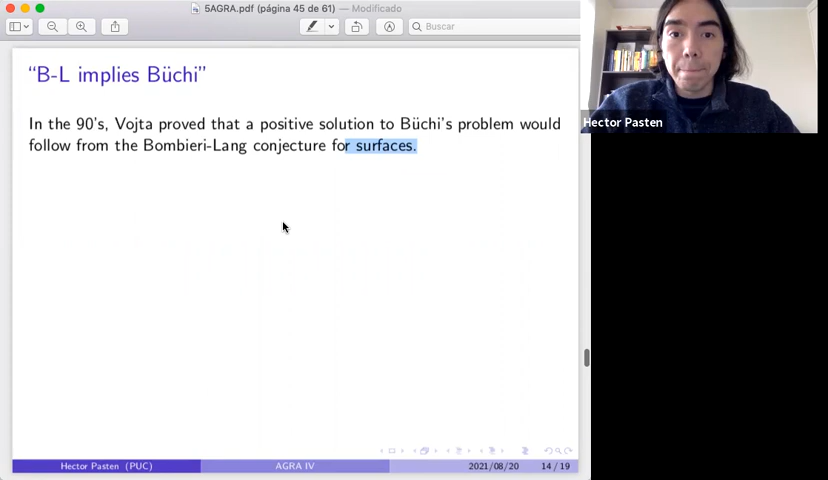 5AGRA.pdf (página 45 de 61) — Modificado
Buscar
"B-L implies Büchi"
In the 90's, Vojta proved that a positive solution to Büchi's problem would
follow from the Bombieri-Lang conjecture for surfaces.
Hector Pasten (PUC) AGRA IV 2021/08/20 14 / 19
Hector Pasten